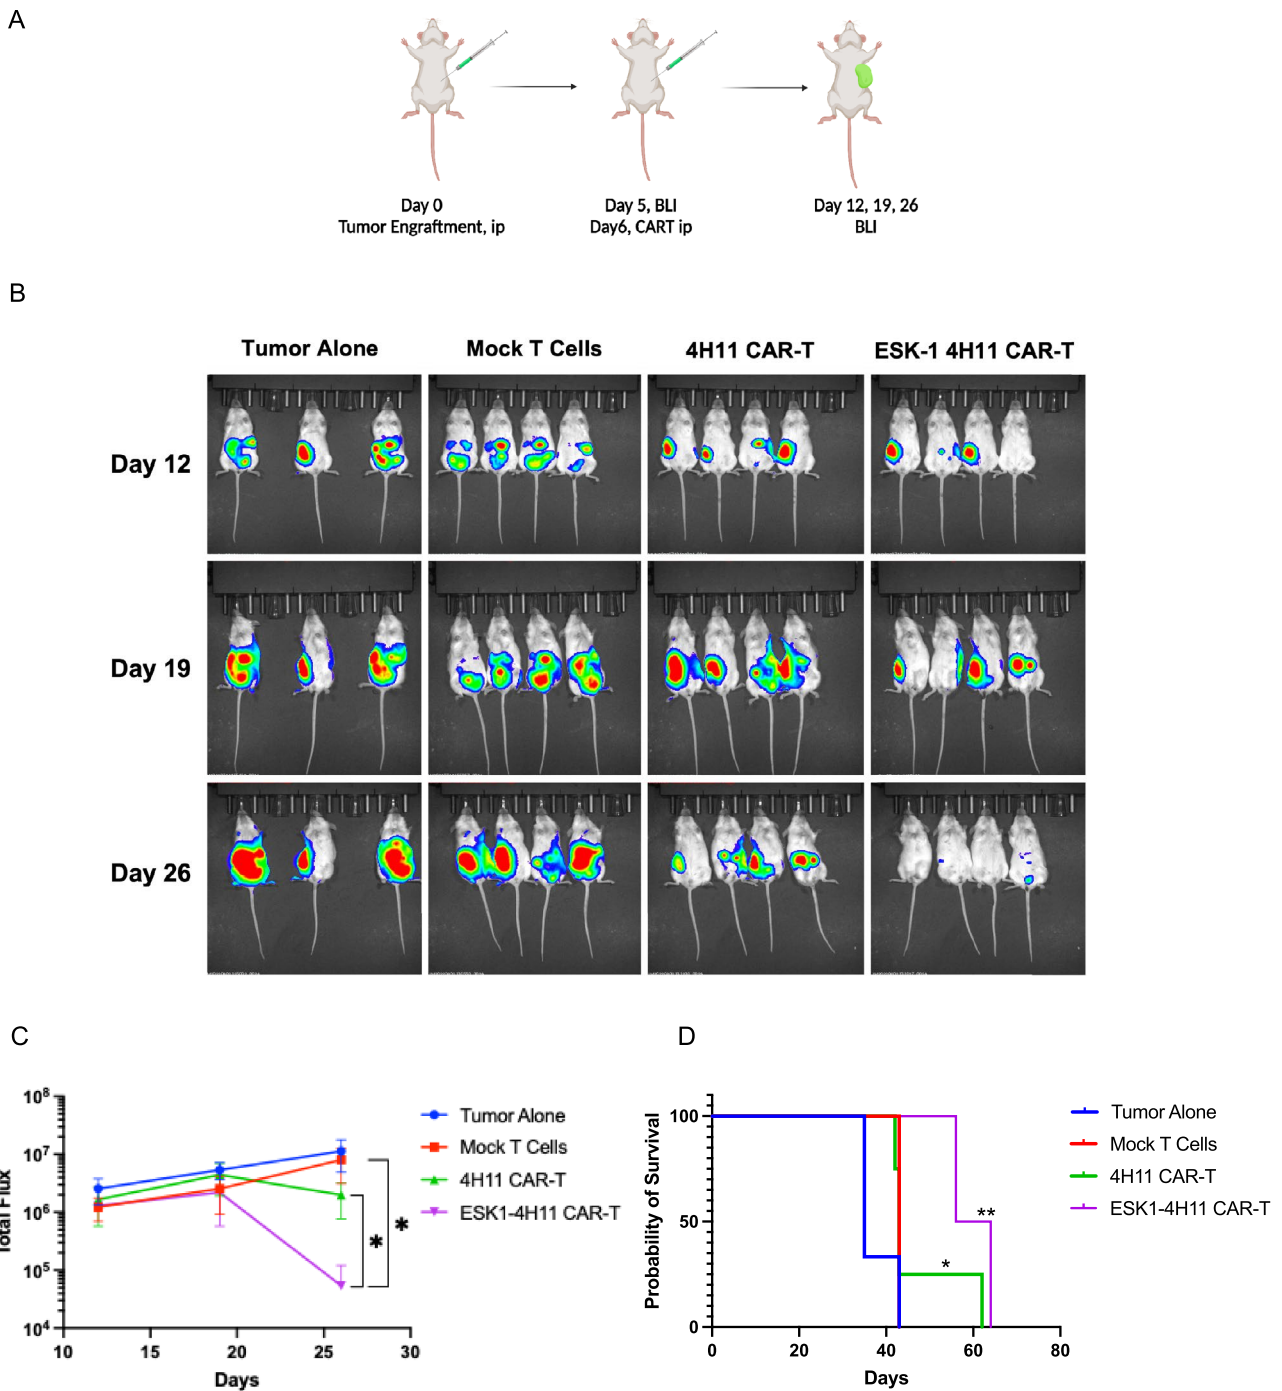 A
Day 0
Tumor Engraftment, ip
Day 5, BLI
Day6, CART ip
Day 12, 19, 26
BLI
B
Tumor Alone
Mock T Cells
4H11 CAR-T
ESK-1 4H11 CAR-T
Day 12
Day 19
Day 26
C
10⁸
10⁷
10⁶
10⁵
10⁴
Total Flux
10
15
20
25
30
Days
Tumor Alone
Mock T Cells
4H11 CAR-T
ESK1-4H11 CAR-T
*
*
D
100
50
0
Probability of Survival
0
20
40
60
80
Days
**
*
Tumor Alone
Mock T Cells
4H11 CAR-T
ESK1-4H11 CAR-T